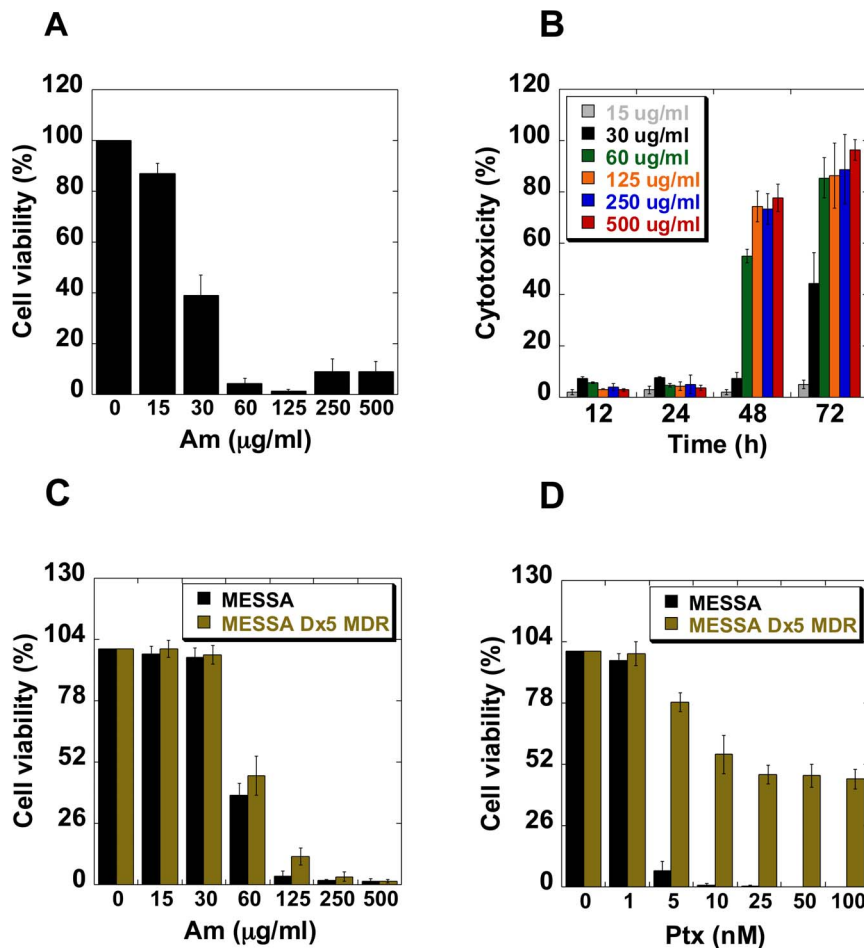 A
Cell viability (%)
120
100
80
60
40
20
0
0 15 30 60 125 250 500
Am (µg/ml)
B
Cytotoxicity (%)
120
100
80
60
40
20
0
15 ug/ml
30 ug/ml
60 ug/ml
125 ug/ml
250 ug/ml
500 ug/ml
12 24 48 72
Time (h)
C
Cell viability (%)
130
104
78
52
26
0
MESSA
MESSA Dx5 MDR
0 15 30 60 125 250 500
Am (µg/ml)
D
Cell viability (%)
130
104
78
52
26
0
MESSA
MESSA Dx5 MDR
0 1 5 10 25 50 100
Ptx (nM)